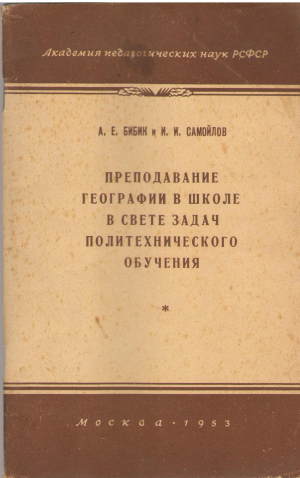 Академия педагогических наук РСФСР
А. Е. БИБИК и И. И. САМОЙЛОВ
ПРЕПОДАВАНИЕ
ГЕОГРАФИИ В ШКОЛЕ
В СВЕТЕ ЗАДАЧ
ПОЛИТЕХНИЧЕСКОГО
ОБУЧЕНИЯ
*
Москва · 1953